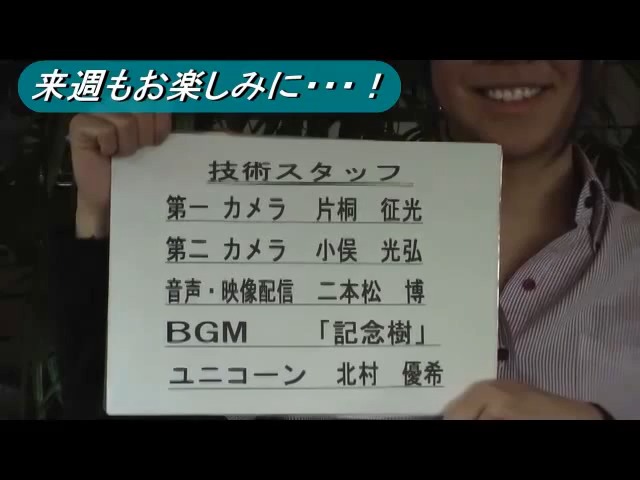 来週もお楽しみに・・・！
技術スタッフ
第一 カメラ 片桐 征光
第二 カメラ 小俣 光弘
音声・映像配信 二本松 博
BGM 「記念樹」
ユニコーン 北村 優希